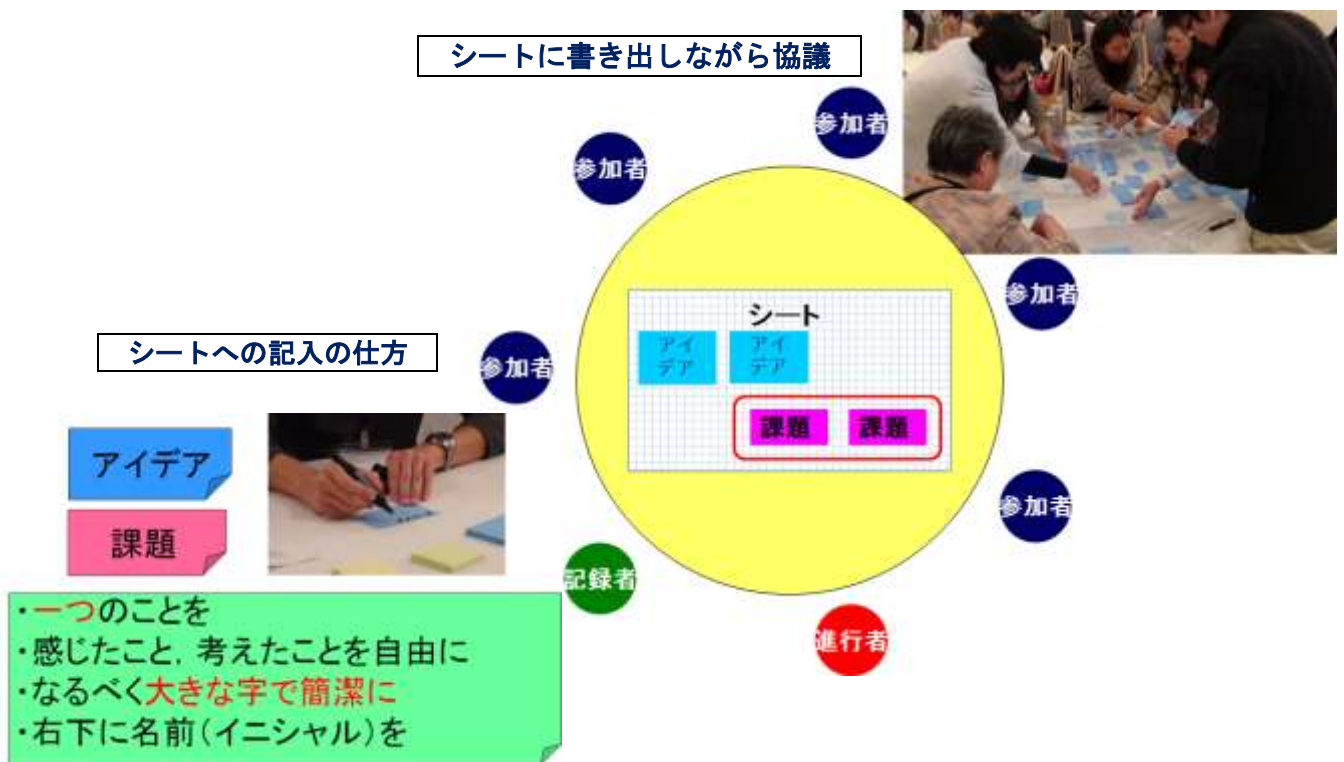 シートに書き出しながら協議
参加者
参加者
参加者
シート
アイ
デア
アイ
デア
シートへの記入の仕方
参加者
課題
課題
アイデア
参加者
課題
記録者
・一つのことを
・感じたこと，考えたことを自由に
進行者
・なるべく大きな字で簡潔に
・右下に名前(イニシャル)を